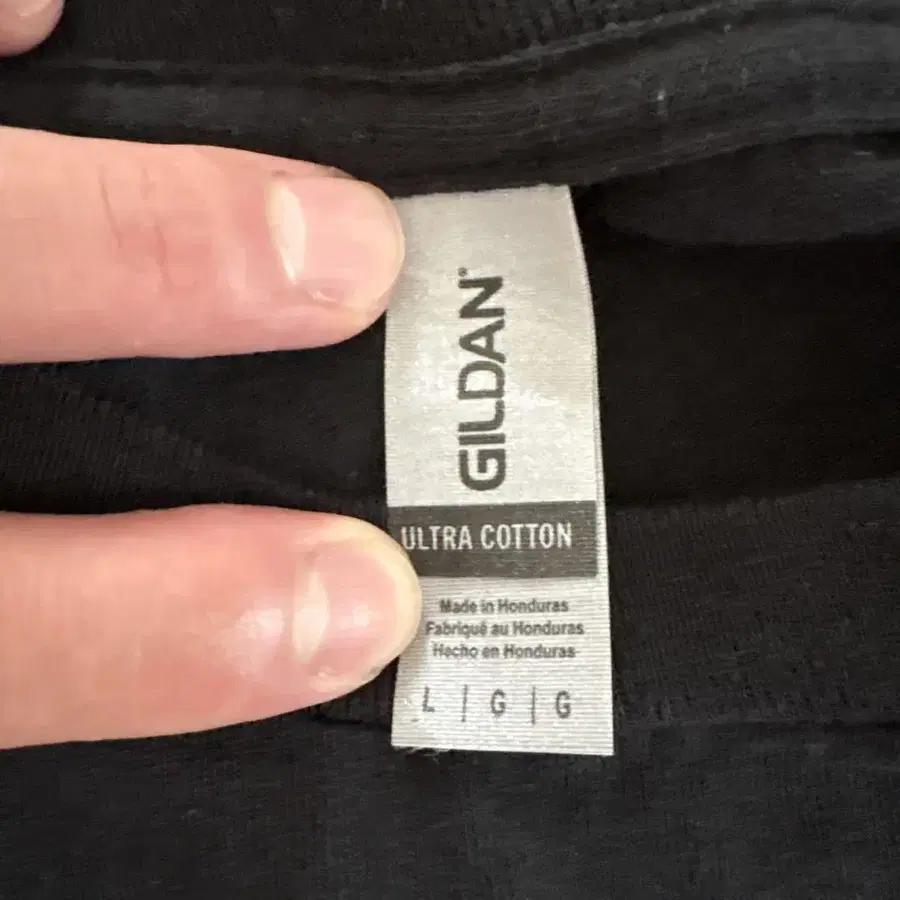 GILDAN®
ULTRA COTTON
Made in Honduras
Fabriqué au Honduras
Hecho en Honduras
L | G | G